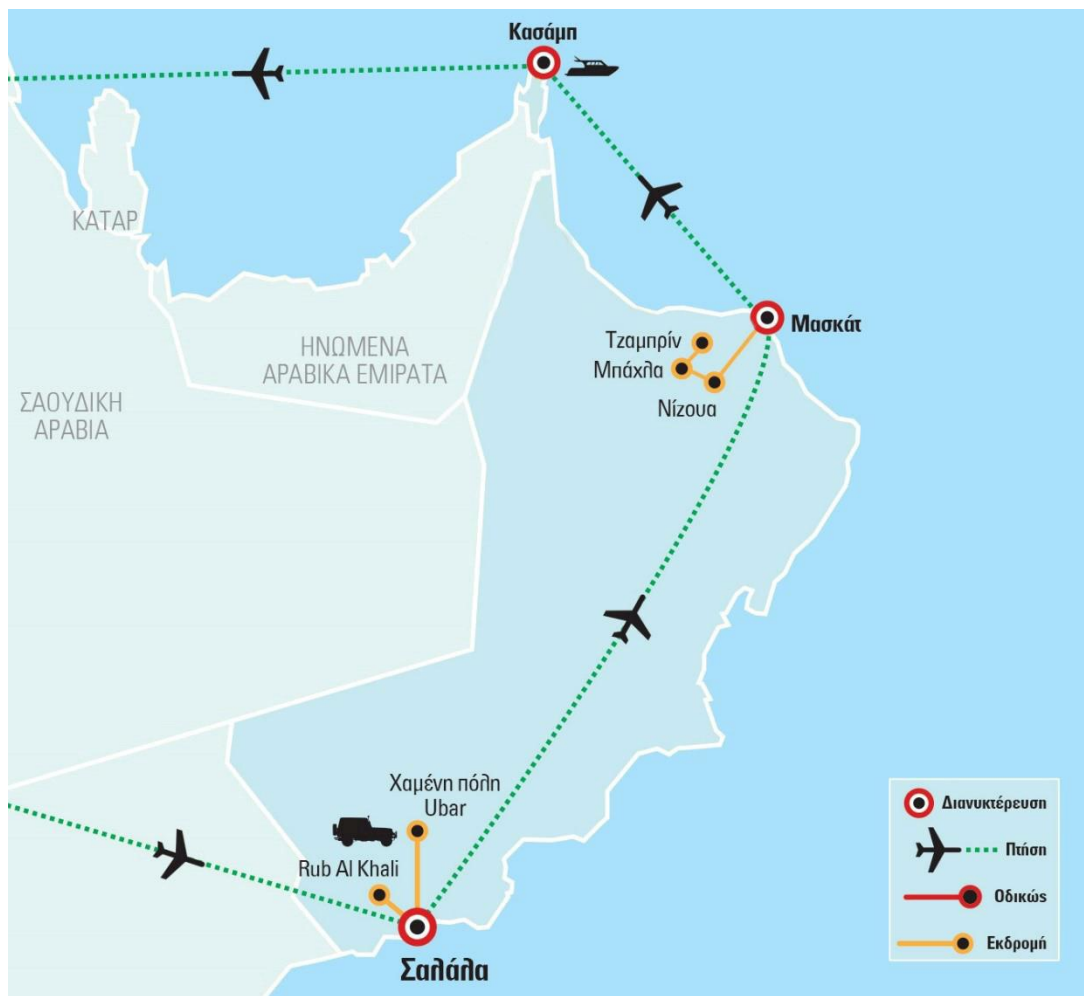 Κασάμπ
ΚΑΤΑΡ
Μασκάτ
Τζαμπρίν
ΗΝΩΜΕΝΑ
ΑΡΑΒΙΚΑ ΕΜΙΡΑΤΑ
Μπάχλα
ΣΑΟΥΔΙΚΗ
ΑΡΑΒΙΑ
Νίζουα
Χαμένη πόλη
Ubar
Rub Al Khali
Σαλάλα
Διανυκτέρευση
Πτήση
Οδικώς
Εκδρομή